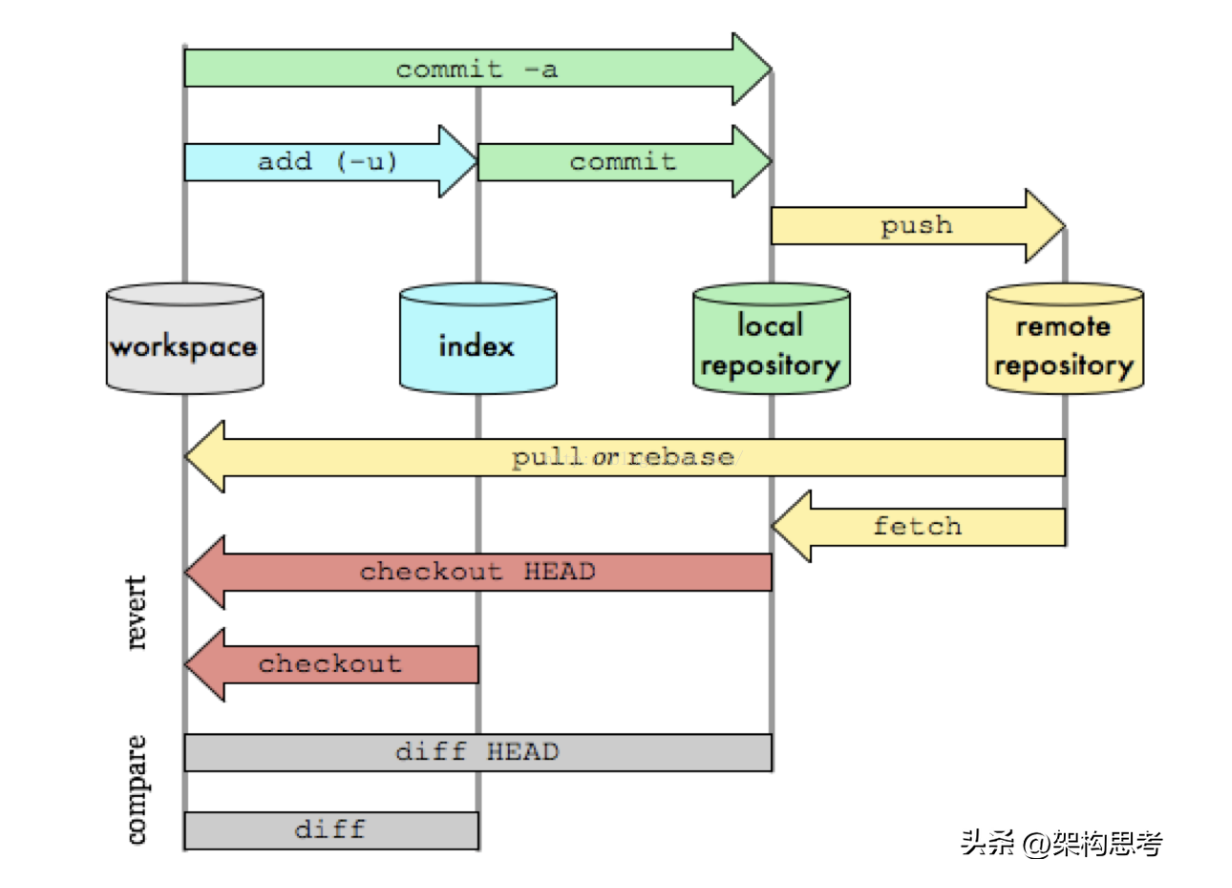 commit -a
add (-u)
commit
push
workspace
index
local
repository
remote
repository
pull or rebase
fetch
revert
checkout HEAD
checkout
compare
diff HEAD
diff
头条 @架构思考